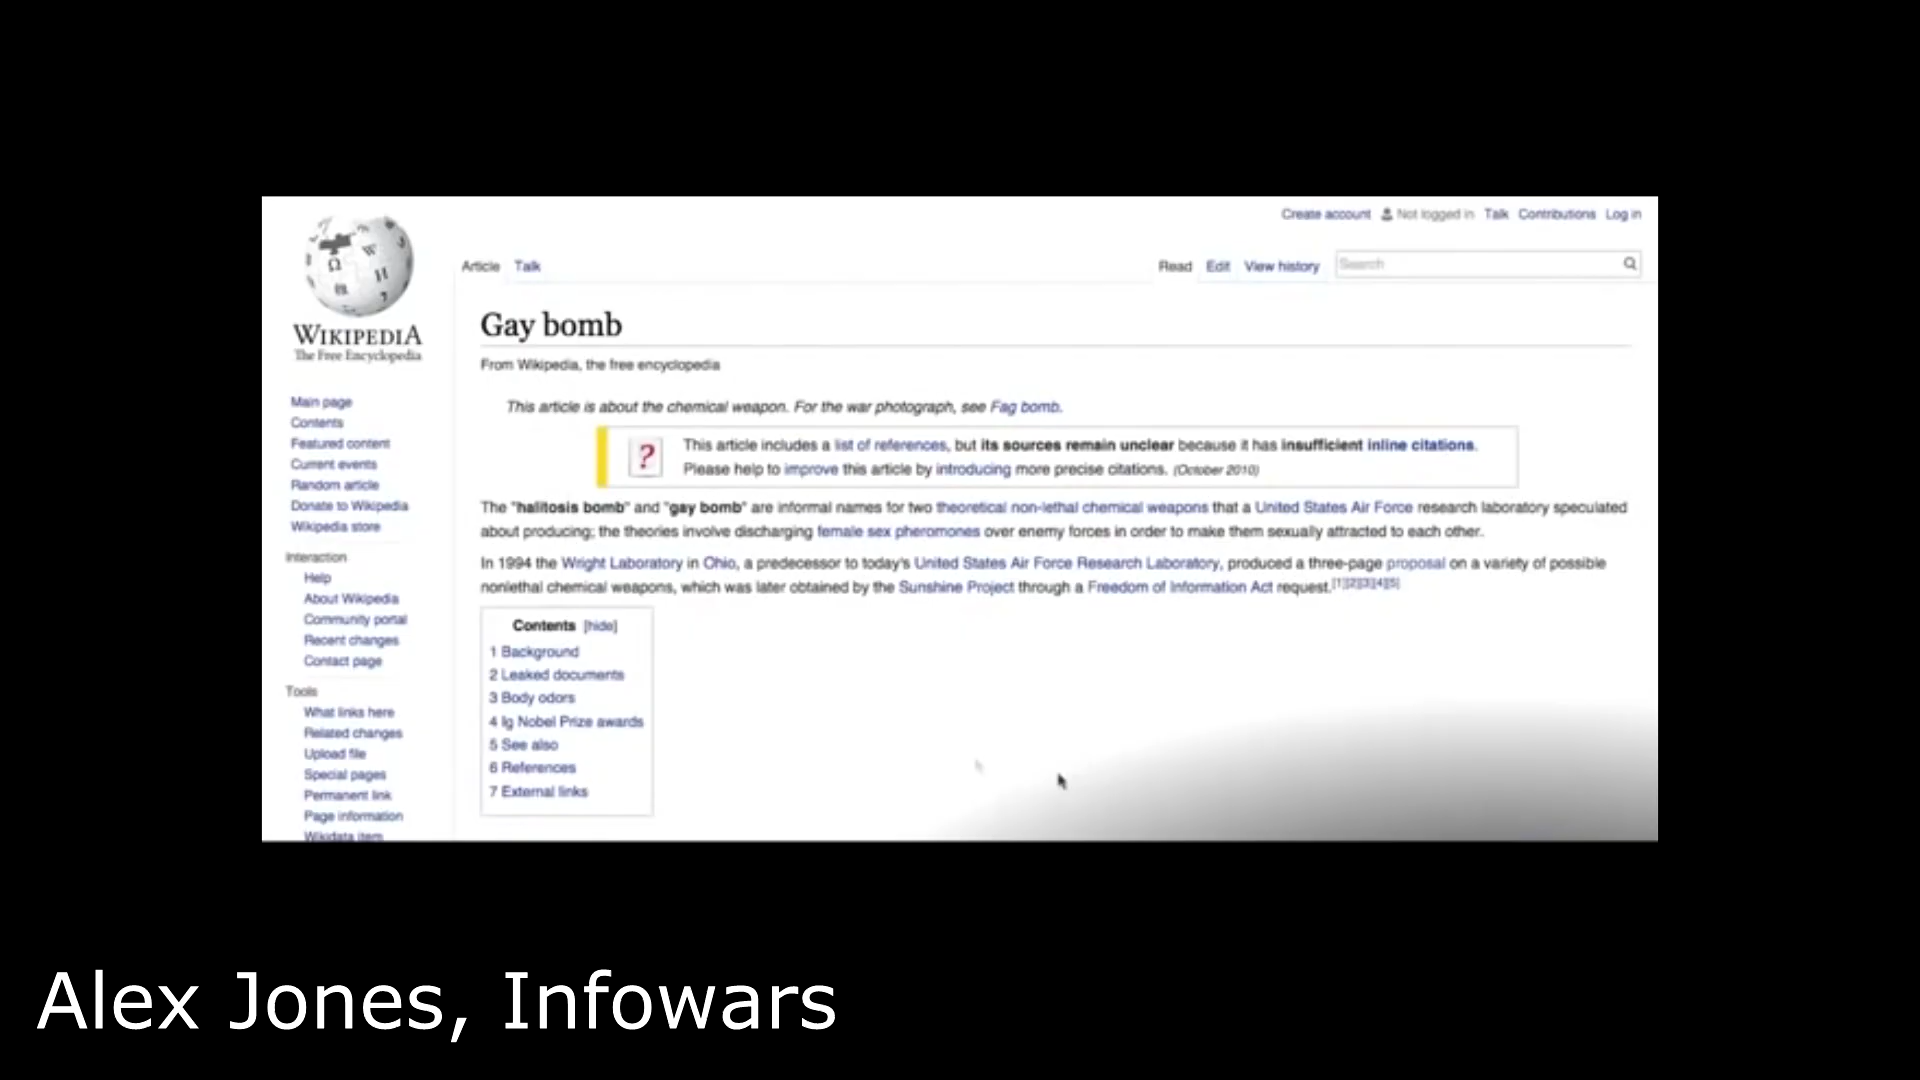 Create account Not logged in Talk Contributions Log in
Article Talk
Read Edit View history Search
WIKIPEDIA
The Free Encyclopedia
Main page
Contents
Featured content
Current events
Random article
Donate to Wikipedia
Wikipedia store
Interaction
Help
About Wikipedia
Community portal
Recent changes
Contact page
Tools
What links here
Related changes
Upload file
Special pages
Permanent link
Page information
Wikidata item
Gay bomb
From Wikipedia, the free encyclopedia
This article is about the chemical weapon. For the war photograph, see Fag bomb.
This article includes a list of references, but its sources remain unclear because it has insufficient inline citations.
Please help to improve this article by introducing more precise citations. (October 2010)
The "halitosis bomb" and "gay bomb" are informal names for two theoretical non-lethal chemical weapons that a United States Air Force research laboratory speculated
about producing; the theories involve discharging female sex pheromones over enemy forces in order to make them sexually attracted to each other.
In 1994 the Wright Laboratory in Ohio, a predecessor to today's United States Air Force Research Laboratory, produced a three-page proposal on a variety of possible
nonlethal chemical weapons, which was later obtained by the Sunshine Project through a Freedom of Information Act request.[1][2][3][4][5]
Contents [hide]
1 Background
2 Leaked documents
3 Body odors
4 Ig Nobel Prize awards
5 See also
6 References
7 External links
Alex Jones, Infowars